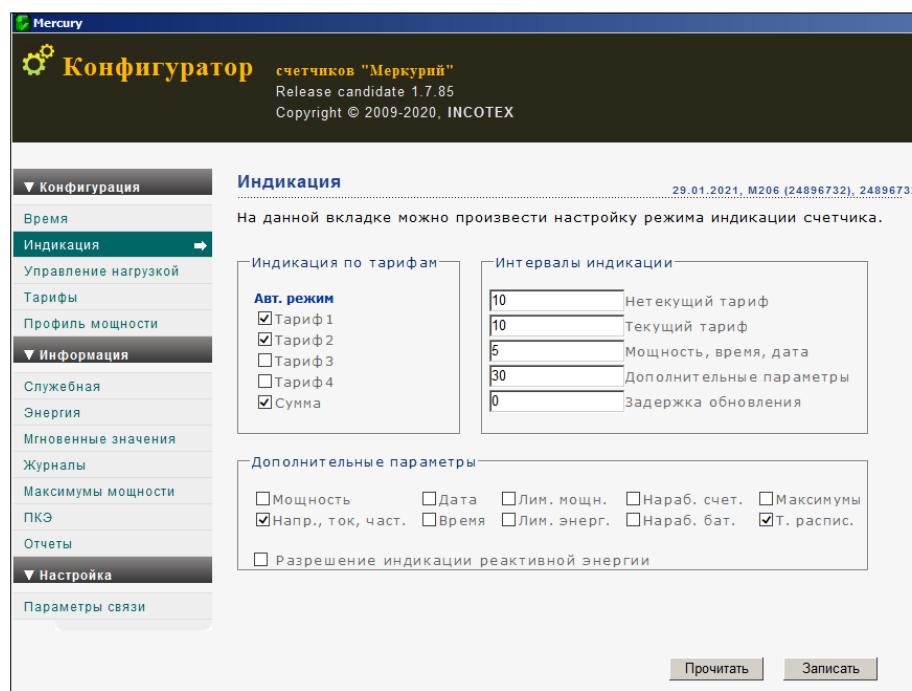 Mercury
Конфигуратор счетчиков "Меркурий"
Release candidate 1.7.85
Copyright © 2009-2020, INCOTEX
▼ Конфигурация
Время
Индикация
Управление нагрузкой
Тарифы
Профиль мощности
▼ Информация
Служебная
Энергия
Мгновенные значения
Журналы
Максимумы мощности
ПКЭ
Отчеты
▼ Настройка
Параметры связи
Индикация
29.01.2021, M206 (24896732), 2489673
На данной вкладке можно произвести настройку режима индикации счетчика.
Индикация по тарифам
Авт. режим
Тариф1
Тариф2
Тариф3
Тариф4
Сумма
Интервалы индикации
10 Нетекущий тариф
10 Текущий тариф
5 Мощность, время, дата
30 Дополнительные параметры
0 Задержка обновления
Дополнительные параметры
Мощность Дата Лим. мощн. Нараб. счет. Максимумы
Напр., ток, част. Время Лим. энерг. Нараб. бат. Т. распис.
Разрешение индикации реактивной энергии
Прочитать Записать